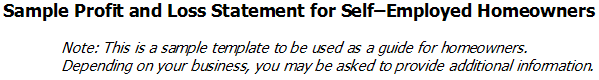 Sample Profit and Loss Statement for Self–Employed Homeowners
Note: This is a sample template to be used as a guide for homeowners.
Depending on your business, you may be asked to provide additional information.